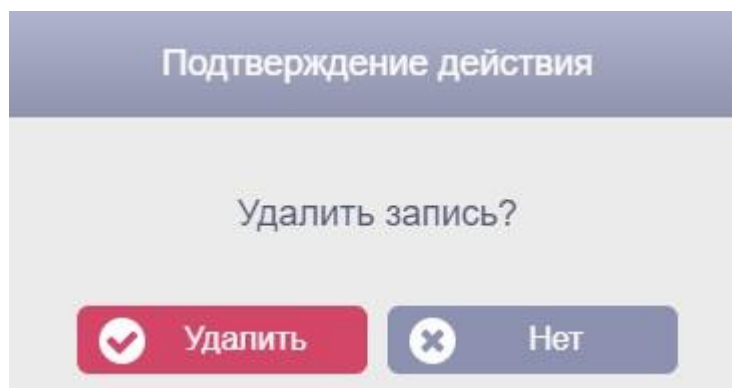 Подтверждение действия
Удалить запись?
Удалить Нет